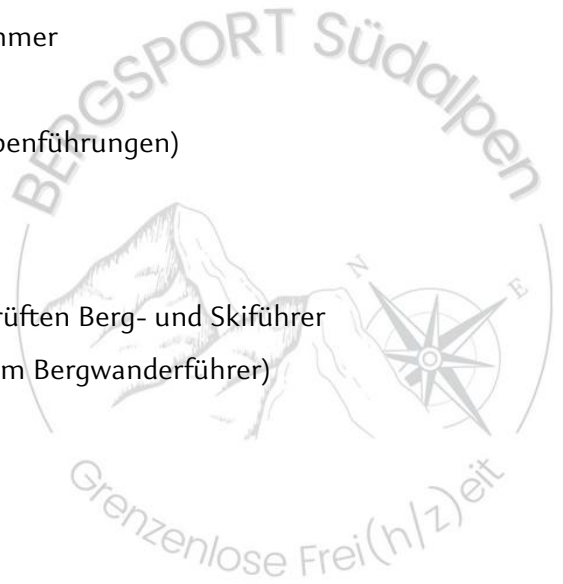 BERGSPORT Südalpen
mmer
penführungen)
rüften Berg- und Skiführer
m Bergwanderführer)
N
E
Grenzenlose Frei(h/z)eit